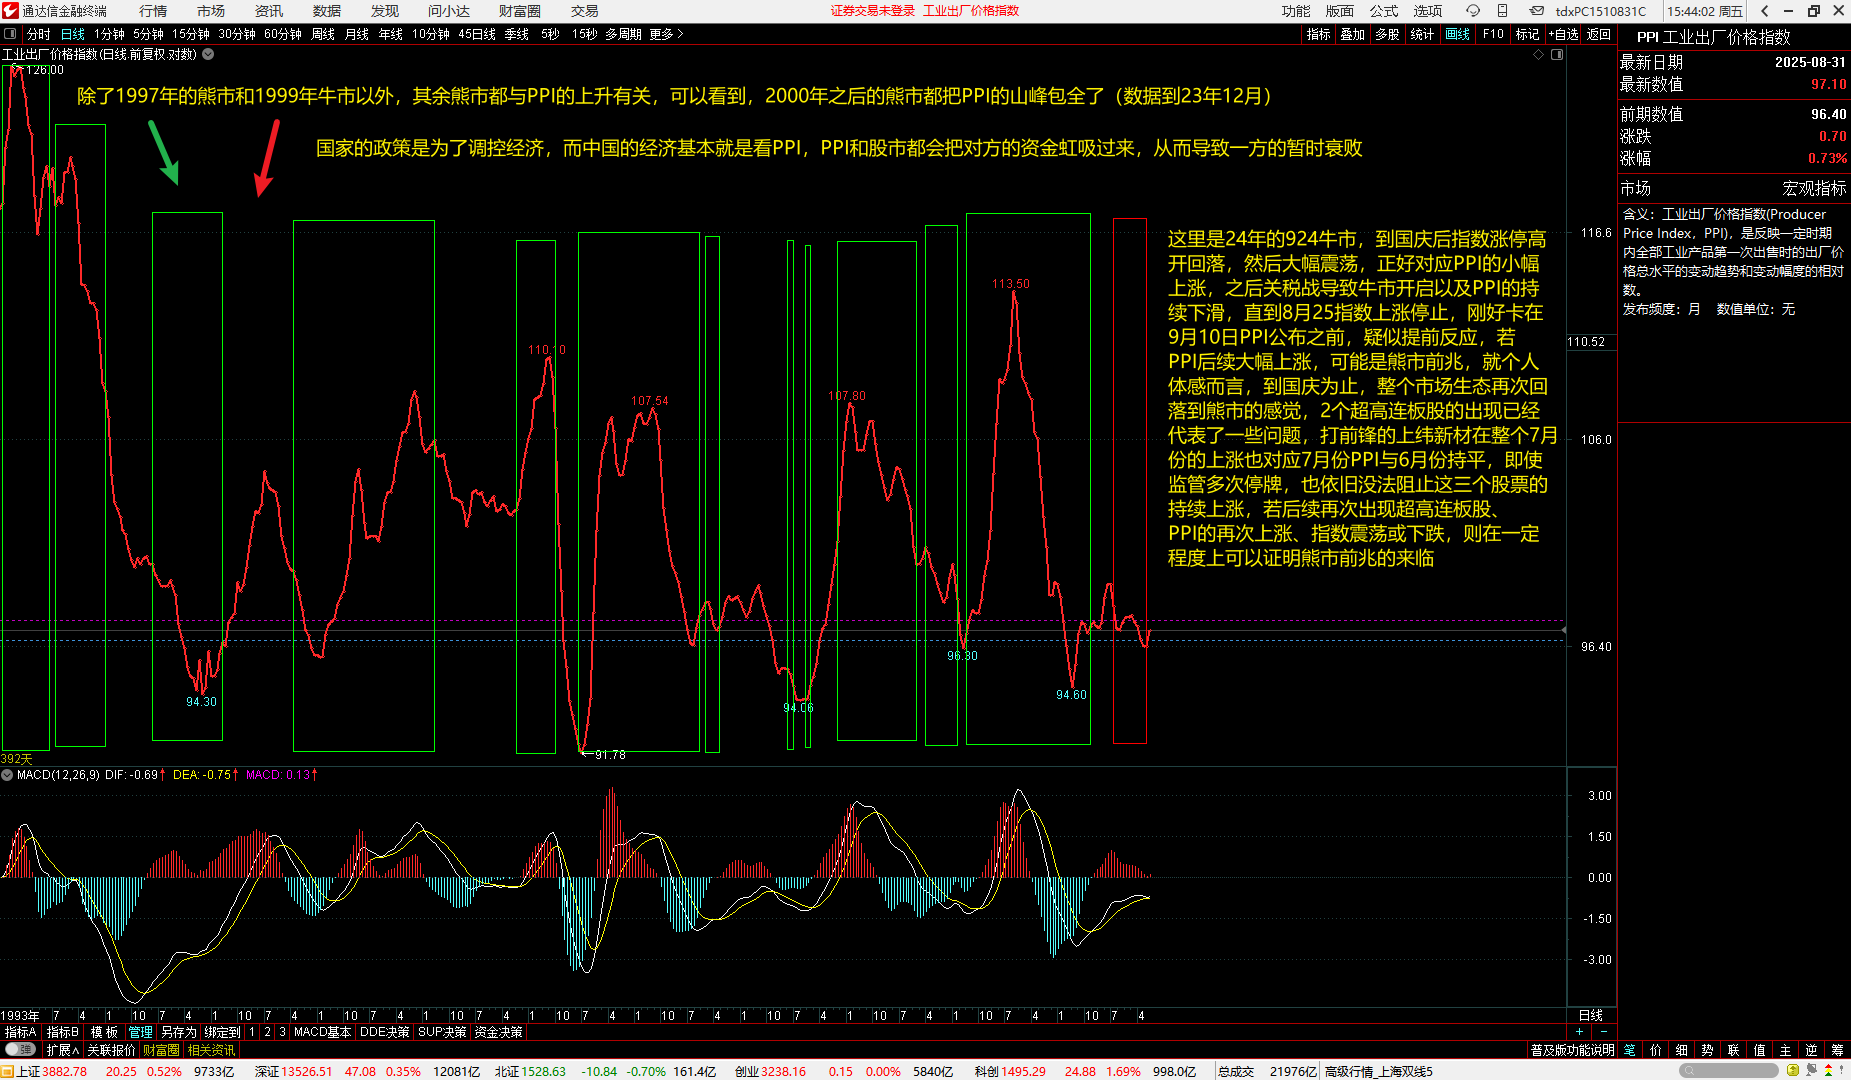 通达信金融终端 行情 市场 资讯 数据 发现 问小达 财富圈 交易 证券交易未登录 工业出厂价格指数 功能 版面 公式 选项 tdxPC1510831C 15:44:02 周五
分时 日线 1分钟 5分钟 15分钟 30分钟 60分钟 周线 月线 年线 10分钟 45日线 季线 5秒 15秒 多周期 更多> 指标 叠加 多股 统计 画线 F10 标记 +自选 返回
PPI 工业出厂价格指数
工业出厂价格指数(日线.前复权.对数)
最新日期 2025-08-31
最新数值 97.10
前期数值 96.40
涨跌 0.70
涨幅 0.73%
市场 宏观指标
含义：工业出厂价格指数(Producer
Price Index，PPI)，是反映一定时期
内全部工业产品第一次出售时的出厂价
格总水平的变动趋势和变动幅度的相对
数。
发布频度：月 数值单位：无
126.00
除了1997年的熊市和1999年牛市以外，其余熊市都与PPI的上升有关，可以看到，2000年之后的熊市都把PPI的山峰包全了（数据到23年12月）
国家的政策是为了调控经济，而中国的经济基本就是看PPI，PPI和股市都会把对方的资金虹吸过来，从而导致一方的暂时衰败
这里是24年的924牛市，到国庆后指数涨停高
开回落，然后大幅震荡，正好对应PPI的小幅
上涨，之后关税战导致牛市开启以及PPI的持
续下滑，直到8月25指数上涨停止，刚好卡在
9月10日PPI公布之前，疑似提前反应，若
PPI后续大幅上涨，可能是熊市前兆，就个人
体感而言，到国庆为止，整个市场生态再次回
落到熊市的感觉，2个超高连板股的出现已经
代表了一些问题，打前锋的上纬新材在整个7月
份的上涨也对应7月份PPI与6月份持平，即使
监管多次停牌，也依旧没法阻止这三个股票的
持续上涨，若后续再次出现超高连板股、
PPI的再次上涨、指数震荡或下跌，则在一定
程度上可以证明熊市前兆的来临
116.6
110.52
106.0
96.40
113.50
110.10
107.54
107.80
96.30
94.30
94.06
94.60
91.78
392天
MACD(12,26,9) DIF:-0.69 DEA:-0.75 MACD:0.13
3.00
1.50
0.00
-1.50
-3.00
1993年 7 4 1 10 7 4 1 10 7 4 1 10 7 4 1 10 7 4 1 10 7 4 1 10 7 4 1 10 7 4 1 10 7 4 1 10 7 4 1 10 7 4 日线
指标A 指标B 模板 管理 另存为 绑定到 1 2 3 MACD基本 DDE决策 SUP决策 资金决策 + -
弹 扩展∧ 关联报价 财富圈 相关资讯 普及版功能说明 笔 价 细 势 联 值 主 逆 筹
上证3882.78 20.25 0.52% 9733亿 深证13526.51 47.08 0.35% 12081亿 北证1528.63 -10.84 -0.70% 161.4亿 创业3238.16 0.15 0.00% 5840亿 科创1495.29 24.88 1.69% 998.0亿 总成交 21976亿 高级行情_上海双线5